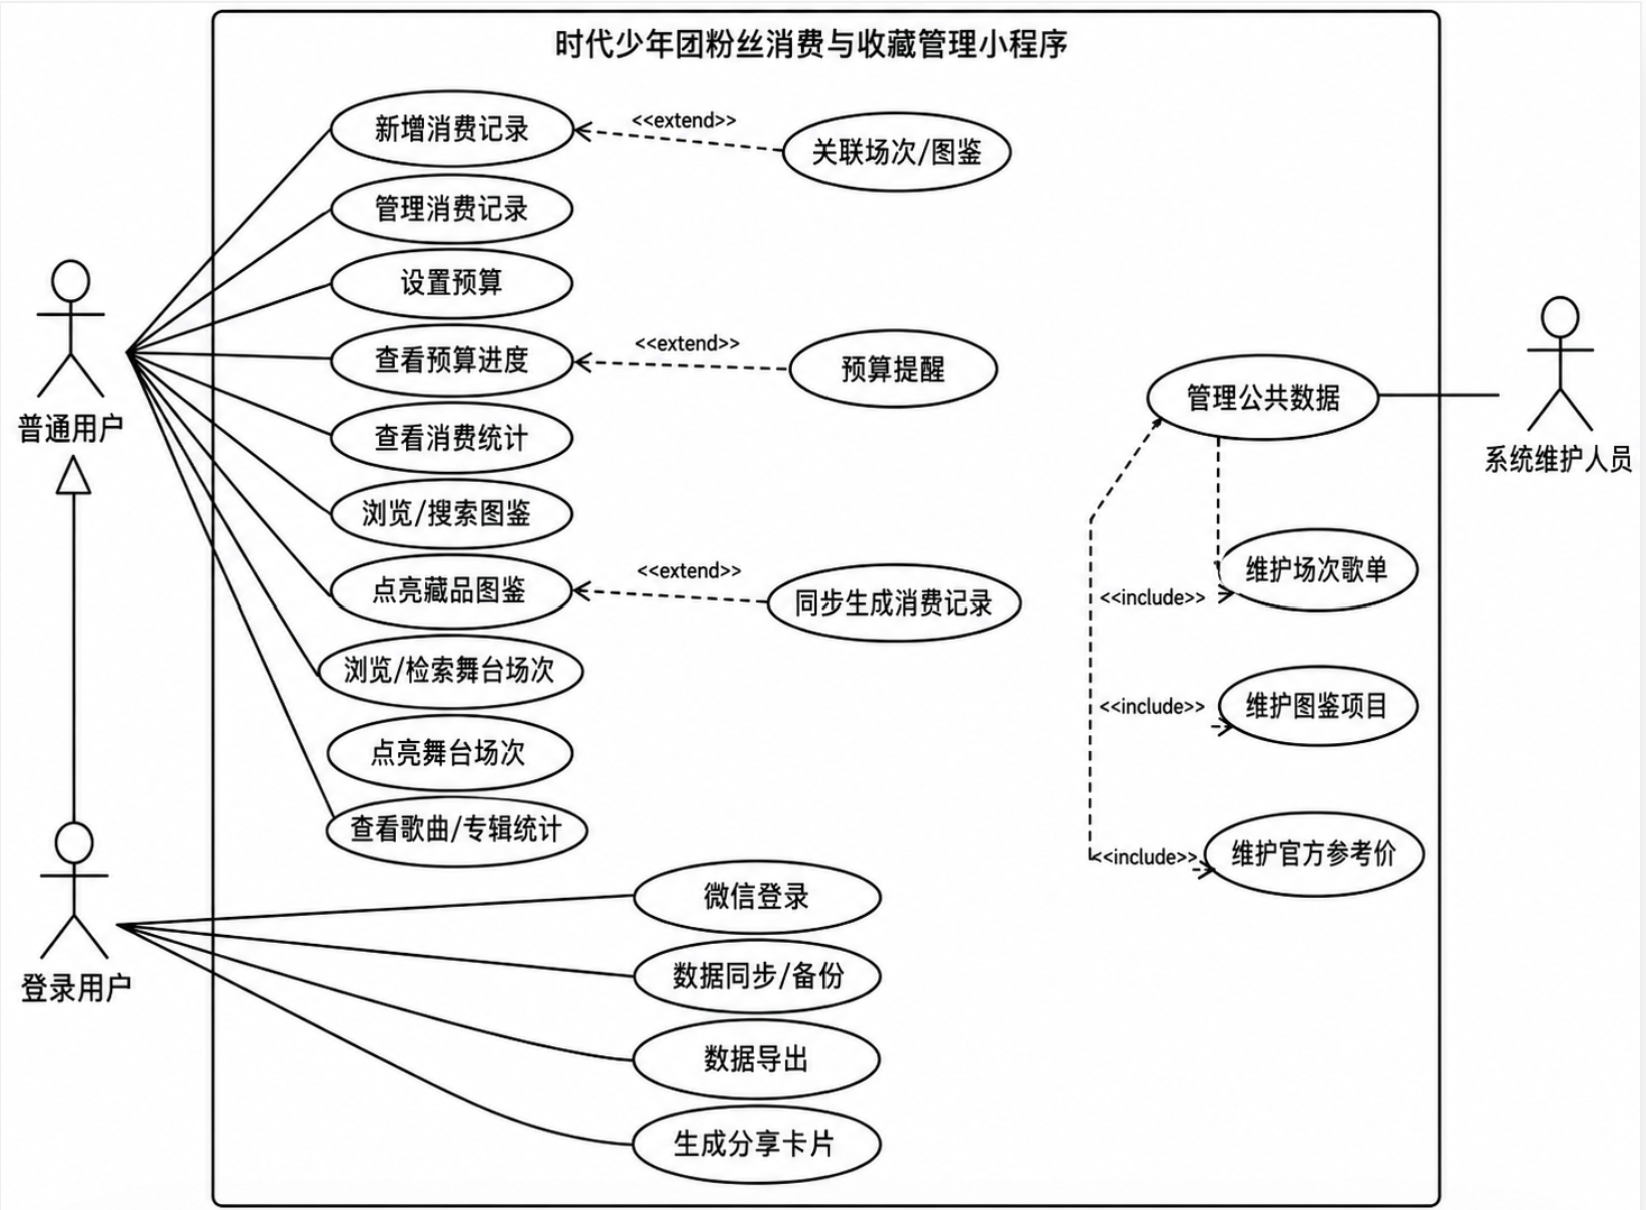 时代少年团粉丝消费与收藏管理小程序
新增消费记录
<<extend>>
关联场次/图鉴
管理消费记录
设置预算
查看预算进度
<<extend>>
预算提醒
查看消费统计
浏览/搜索图鉴
点亮藏品图鉴
<<extend>>
同步生成消费记录
浏览/检索舞台场次
点亮舞台场次
查看歌曲/专辑统计
普通用户
登录用户
微信登录
数据同步/备份
数据导出
生成分享卡片
管理公共数据
系统维护人员
<<include>>
维护场次歌单
<<include>>
维护图鉴项目
<<include>>
维护官方参考价